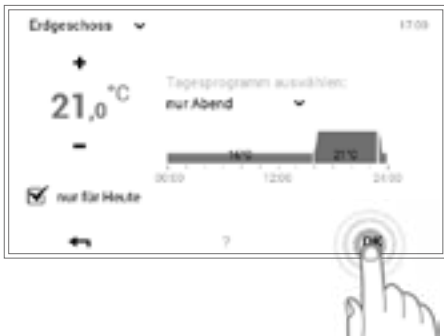 Erdgeschoss
17:00
+
21,0 °C
Tagesprogramm auswählen:
nur Abend
−
16°C
21°C
00:00
12:00
24:00
nur für Heute
?
OK